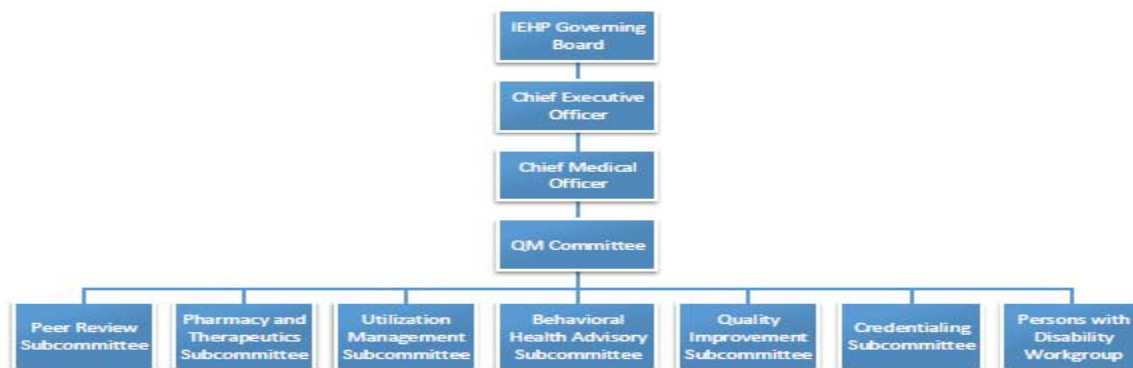 IEHP Governing
Board
Chief Executive
Officer
Chief Medical
Officer
QM Committee
Peer Review
Subcommittee
Pharmacy and
Therapeutics
Subcommittee
Utilization
Management
Subcommittee
Behavioral
Health Advisory
Subcommittee
Quality
Improvement
Subcommittee
Credentialing
Subcommittee
Persons with
Disability
Workgroup